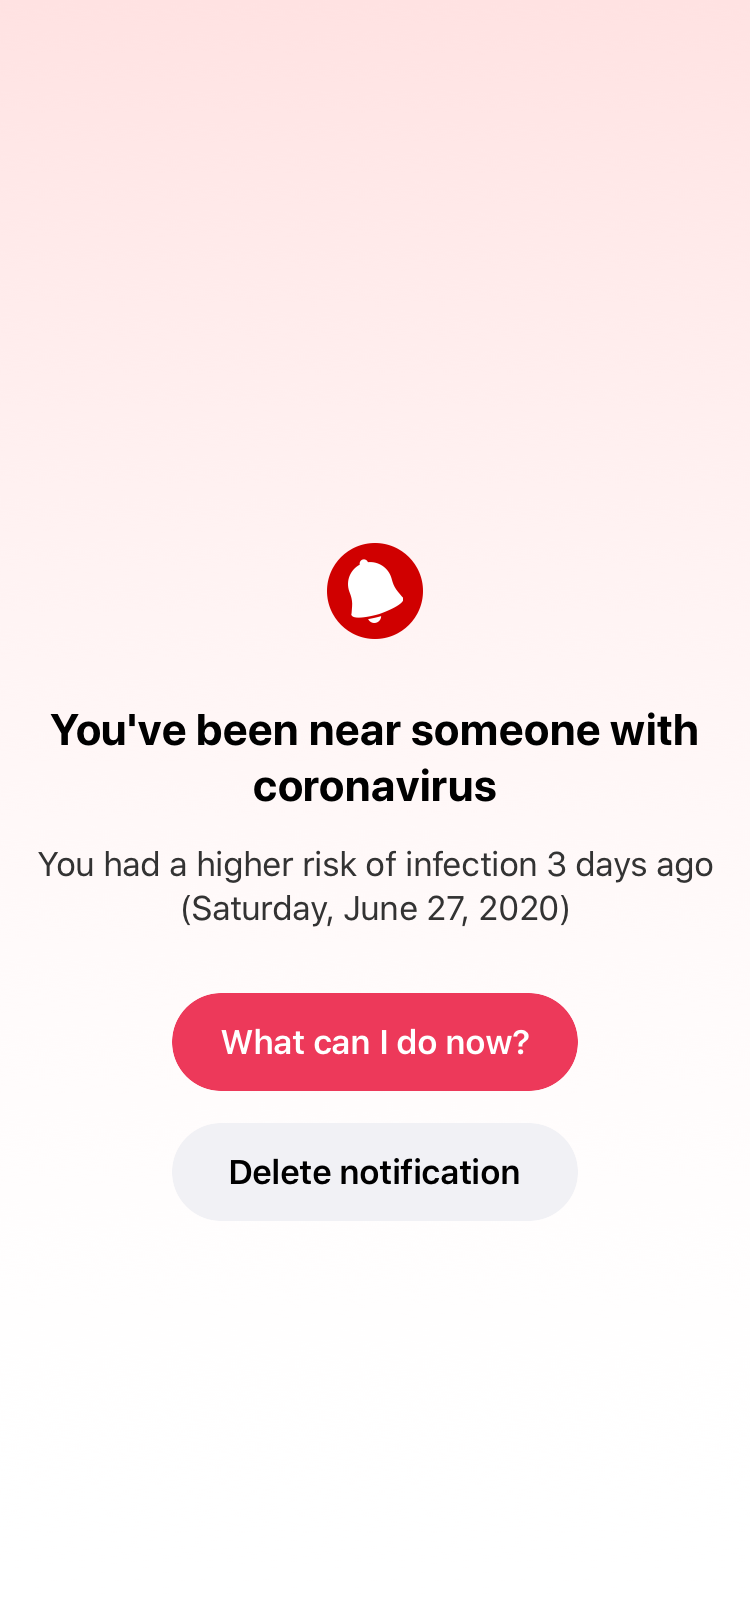 You've been near someone with
coronavirus
You had a higher risk of infection 3 days ago
(Saturday, June 27, 2020)
What can I do now?
Delete notification